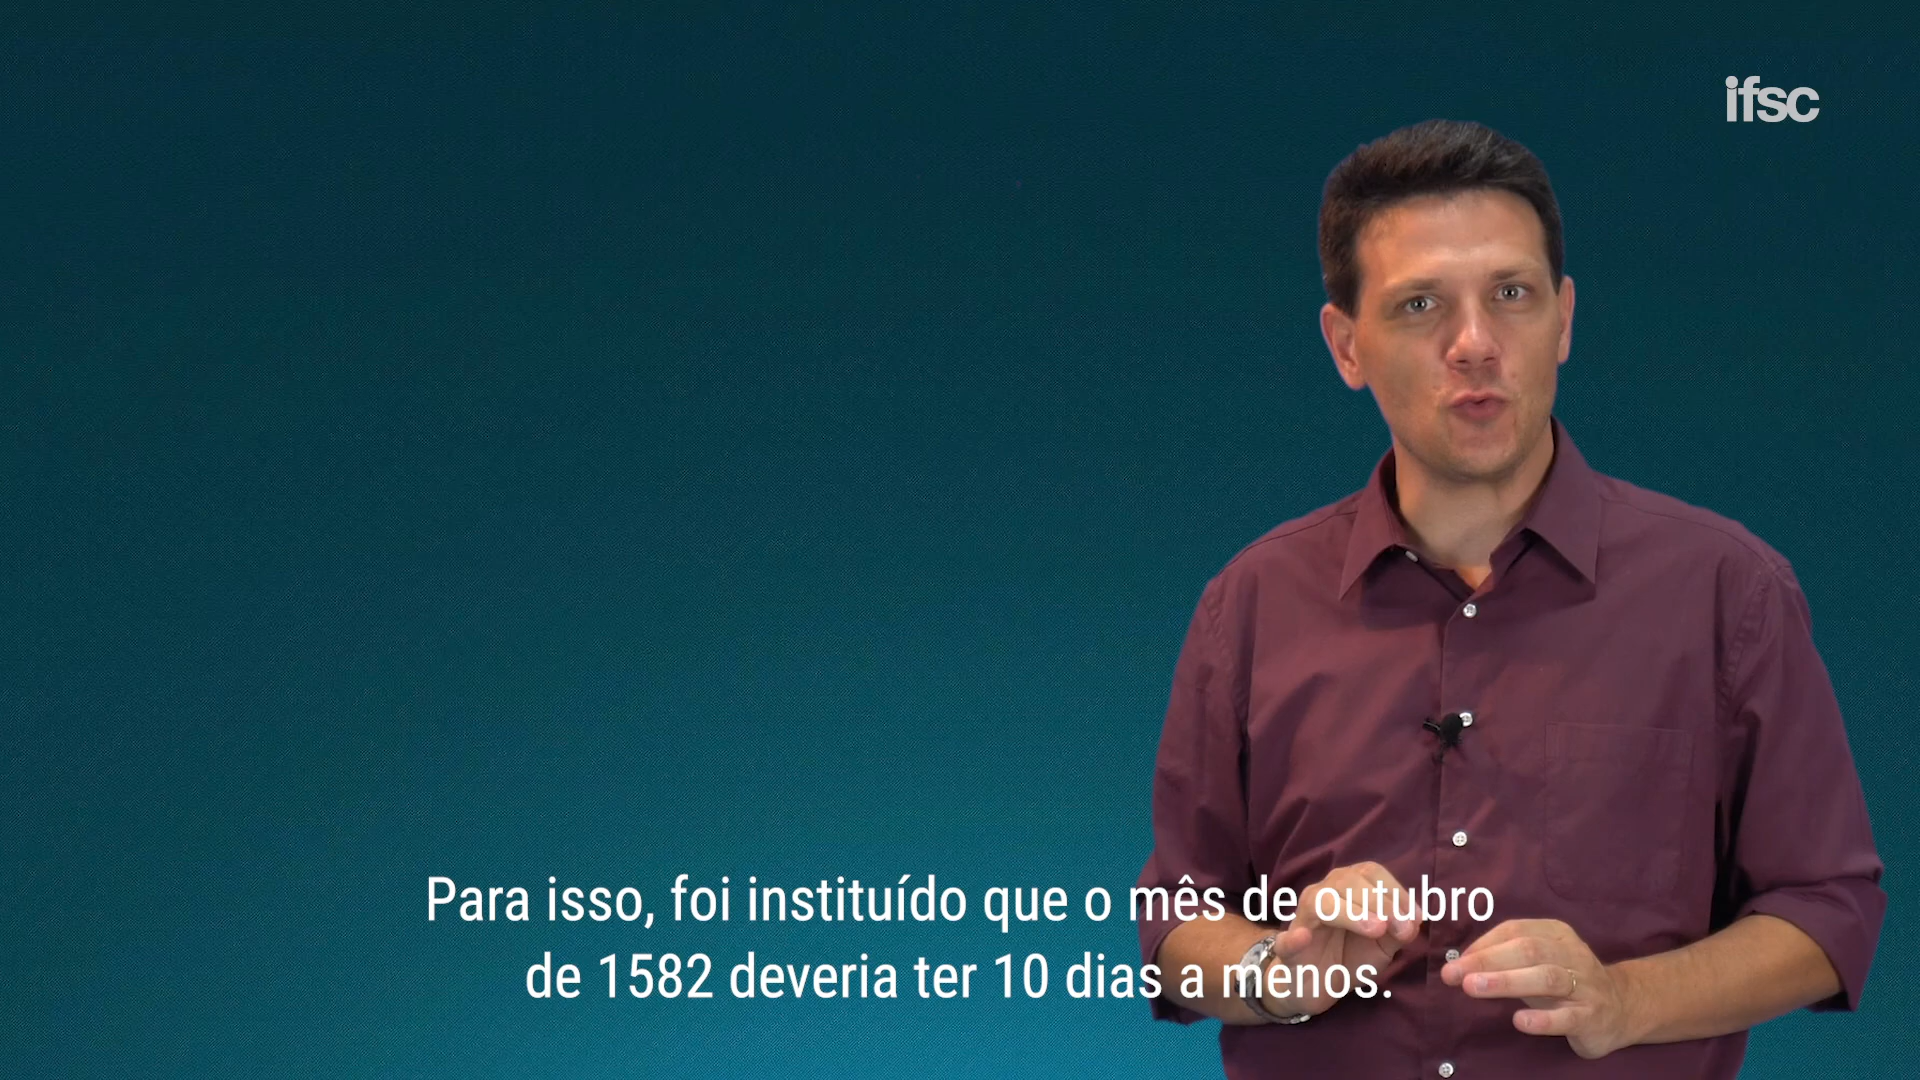 ifsc
Para isso, foi instituído que o mês de outubro
de 1582 deveria ter 10 dias a menos.